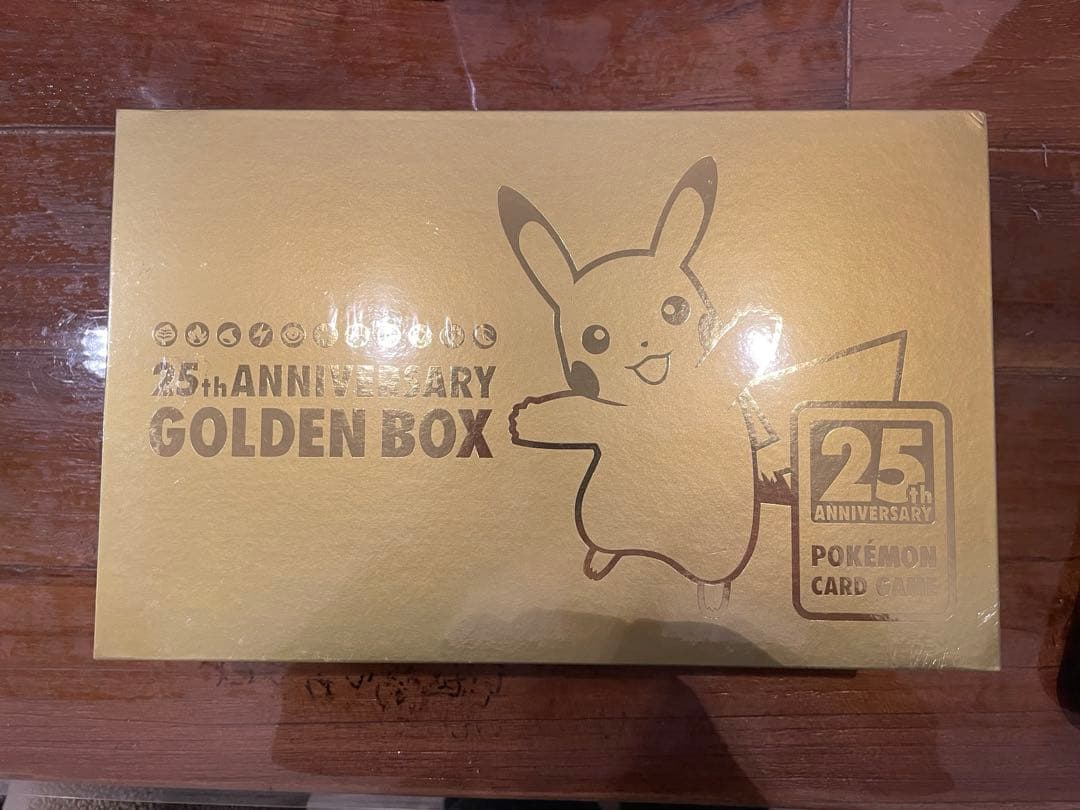 25th ANNIVERSARY
GOLDEN BOX
25th
ANNIVERSARY
POKÉMON
CARD GAME